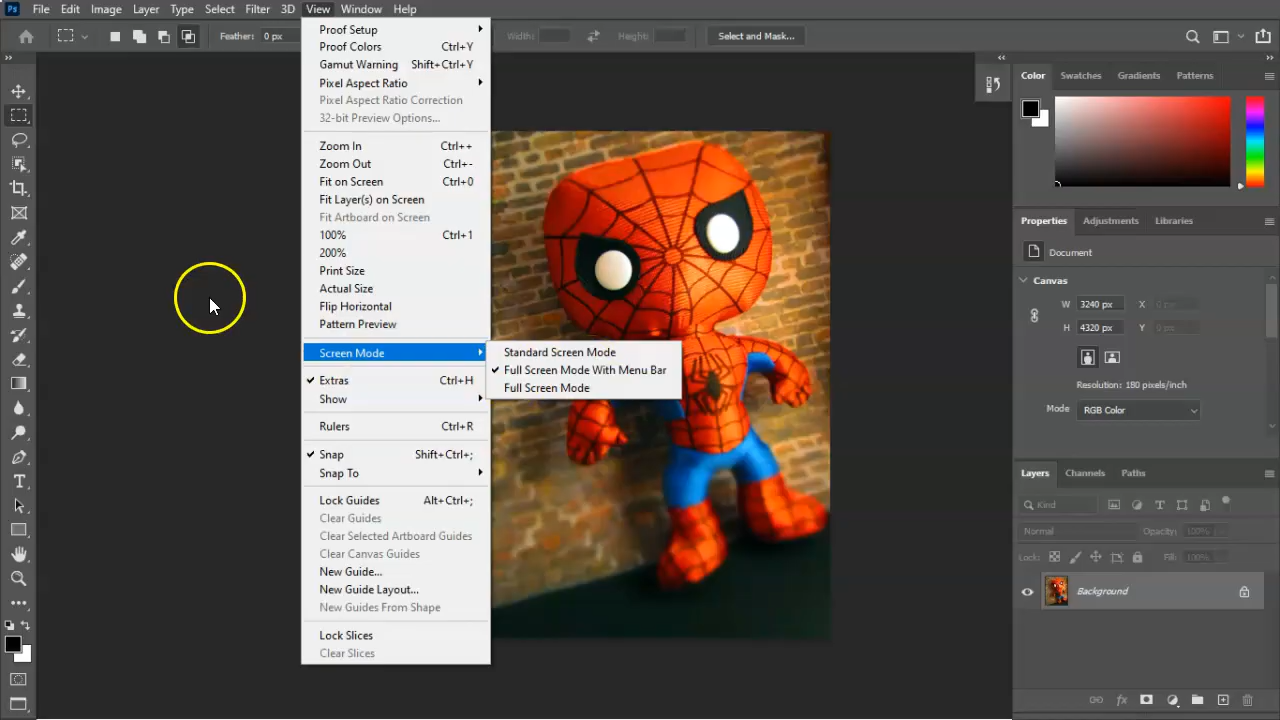 Ps File Edit Image Layer Type Select Filter 3D View Window Help
Feather: 0 px Width: Height: Select and Mask...
Proof Setup
Proof Colors Ctrl+Y
Gamut Warning Shift+Ctrl+Y
Pixel Aspect Ratio
Pixel Aspect Ratio Correction
32-bit Preview Options...
Zoom In Ctrl++
Zoom Out Ctrl+-
Fit on Screen Ctrl+0
Fit Layer(s) on Screen
Fit Artboard on Screen
100% Ctrl+1
200%
Print Size
Actual Size
Flip Horizontal
Pattern Preview
Screen Mode
Standard Screen Mode
Full Screen Mode With Menu Bar
Full Screen Mode
Extras Ctrl+H
Show
Rulers Ctrl+R
Snap Shift+Ctrl+;
Snap To
Lock Guides Alt+Ctrl+;
Clear Guides
Clear Selected Artboard Guides
Clear Canvas Guides
New Guide...
New Guide Layout...
New Guides From Shape
Lock Slices
Clear Slices
Color Swatches Gradients Patterns
Properties Adjustments Libraries
Document
Canvas
W 3240 px X 0 px
H 4320 px Y 0 px
Resolution: 180 pixels/inch
Mode RGB Color
Layers Channels Paths
Kind
Normal Opacity: 100%
Lock: Fill: 100%
Background